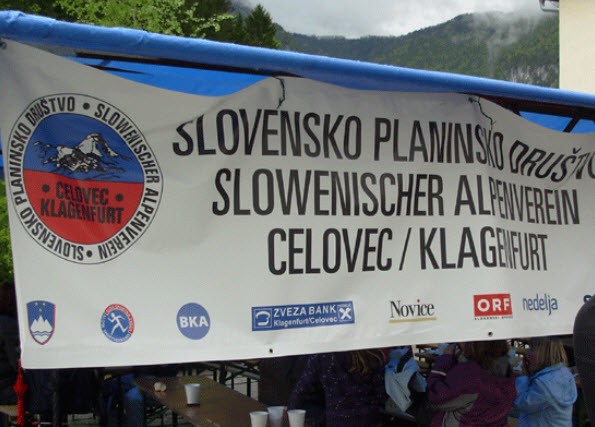 SLOVENSKO PLANINSKO DRUŠTVO • SLOWENISCHER ALPENVEREIN •
• CELOVEC •
KLAGENFURT
SLOVENSKO PLANINSKO DRUŠTVO
SLOWENISCHER ALPENVEREIN
CELOVEC / KLAGENFURT
BKA
ZVEZA BANK
Klagenfurt/Celovec
Novice
ORF
nedelja